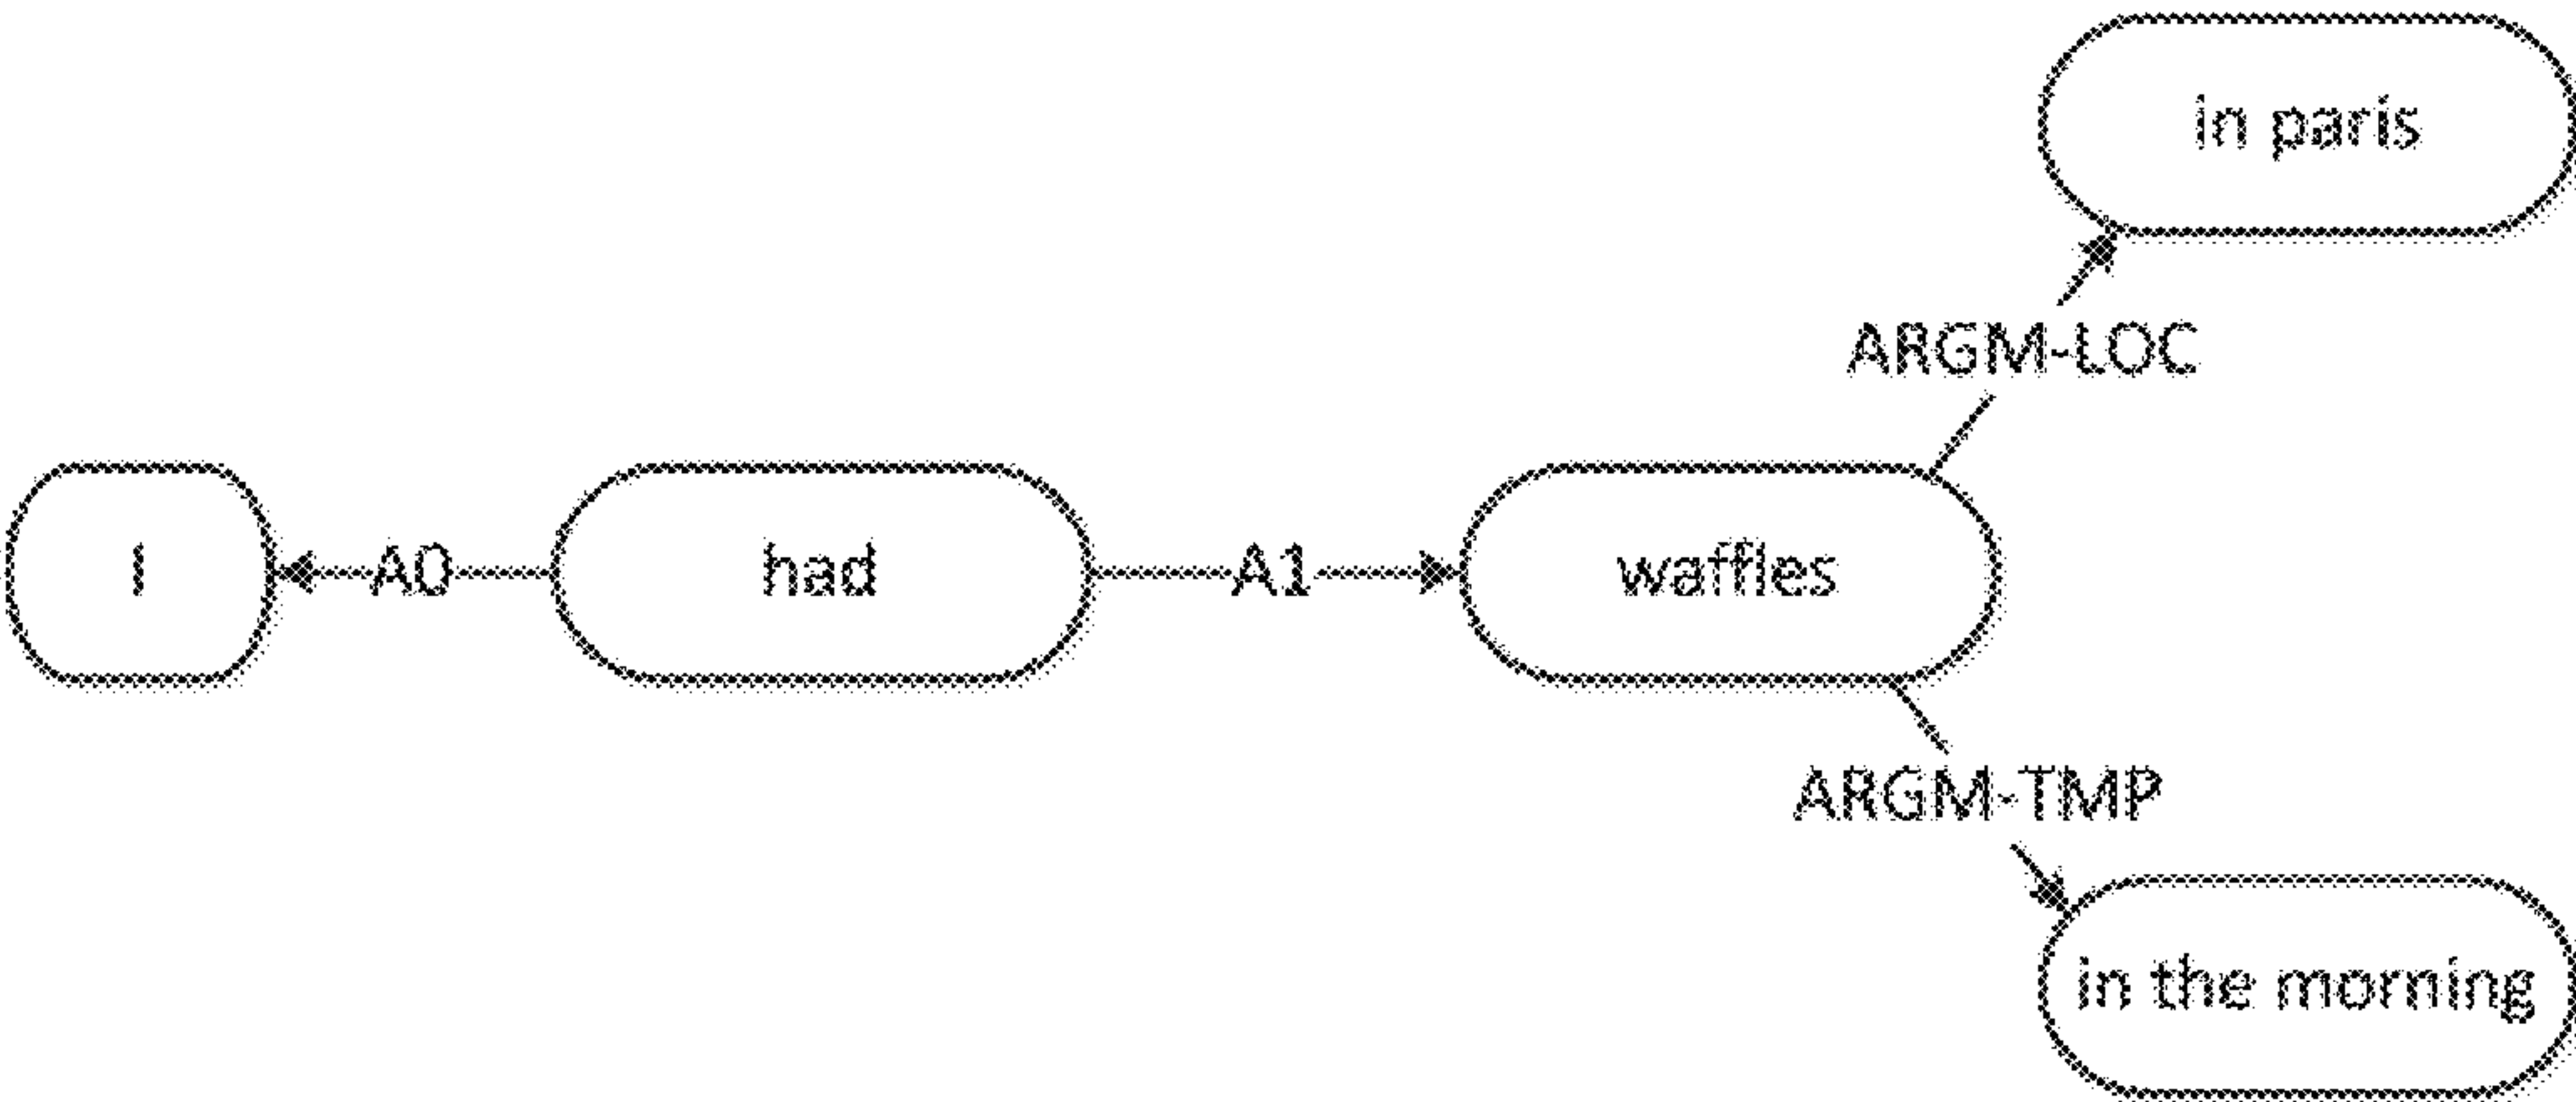 in paris
ARGM-LOC
I A0 had A1 waffles
ARGM-TMP
in the morning